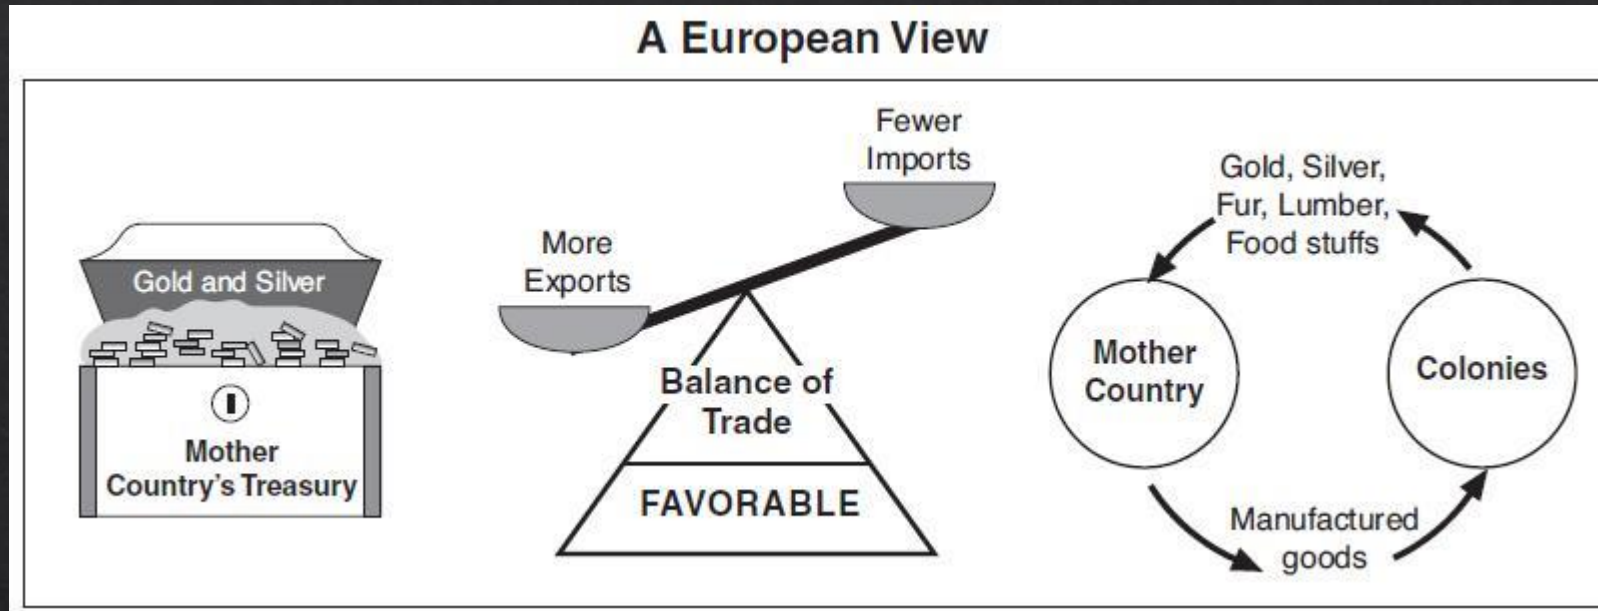 A European View
Gold and Silver
Mother
Country's Treasury
More
Exports
Fewer
Imports
Balance of
Trade
FAVORABLE
Gold, Silver,
Fur, Lumber,
Food stuffs
Mother
Country
Colonies
Manufactured
goods